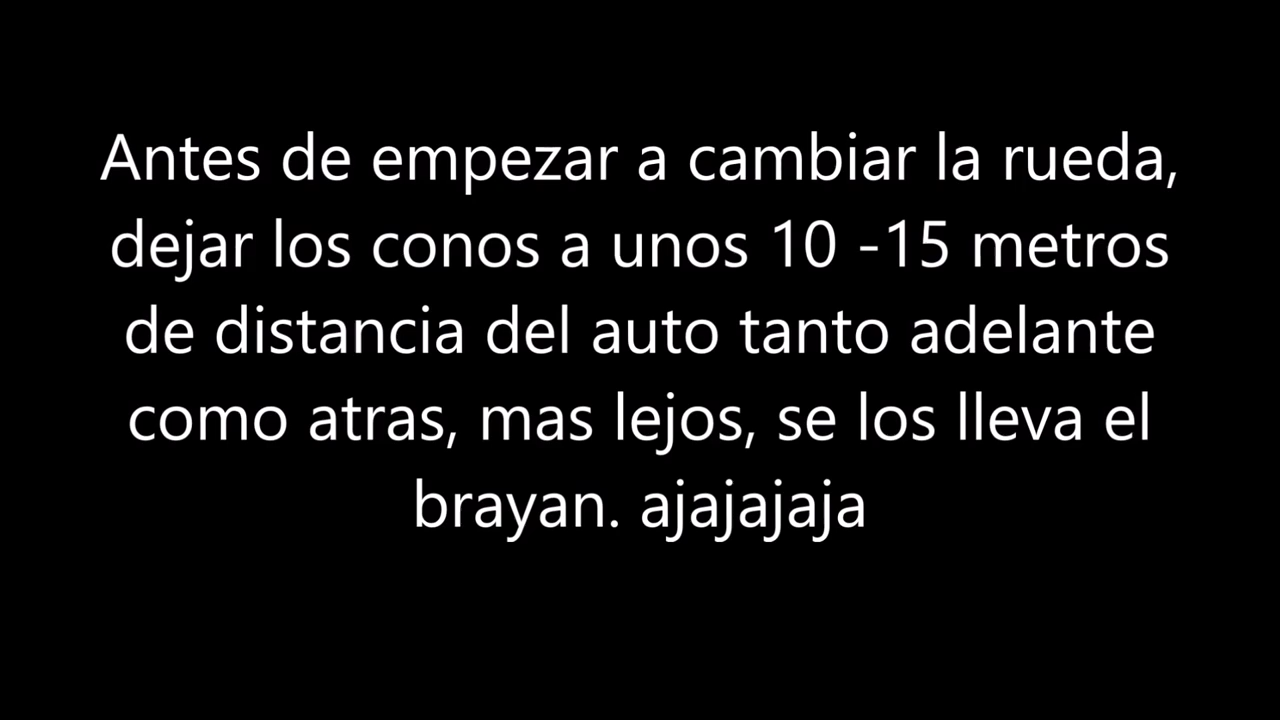 Antes de empezar a cambiar la rueda,
dejar los conos a unos 10 -15 metros
de distancia del auto tanto adelante
como atras, mas lejos, se los lleva el
brayan. ajajajaja